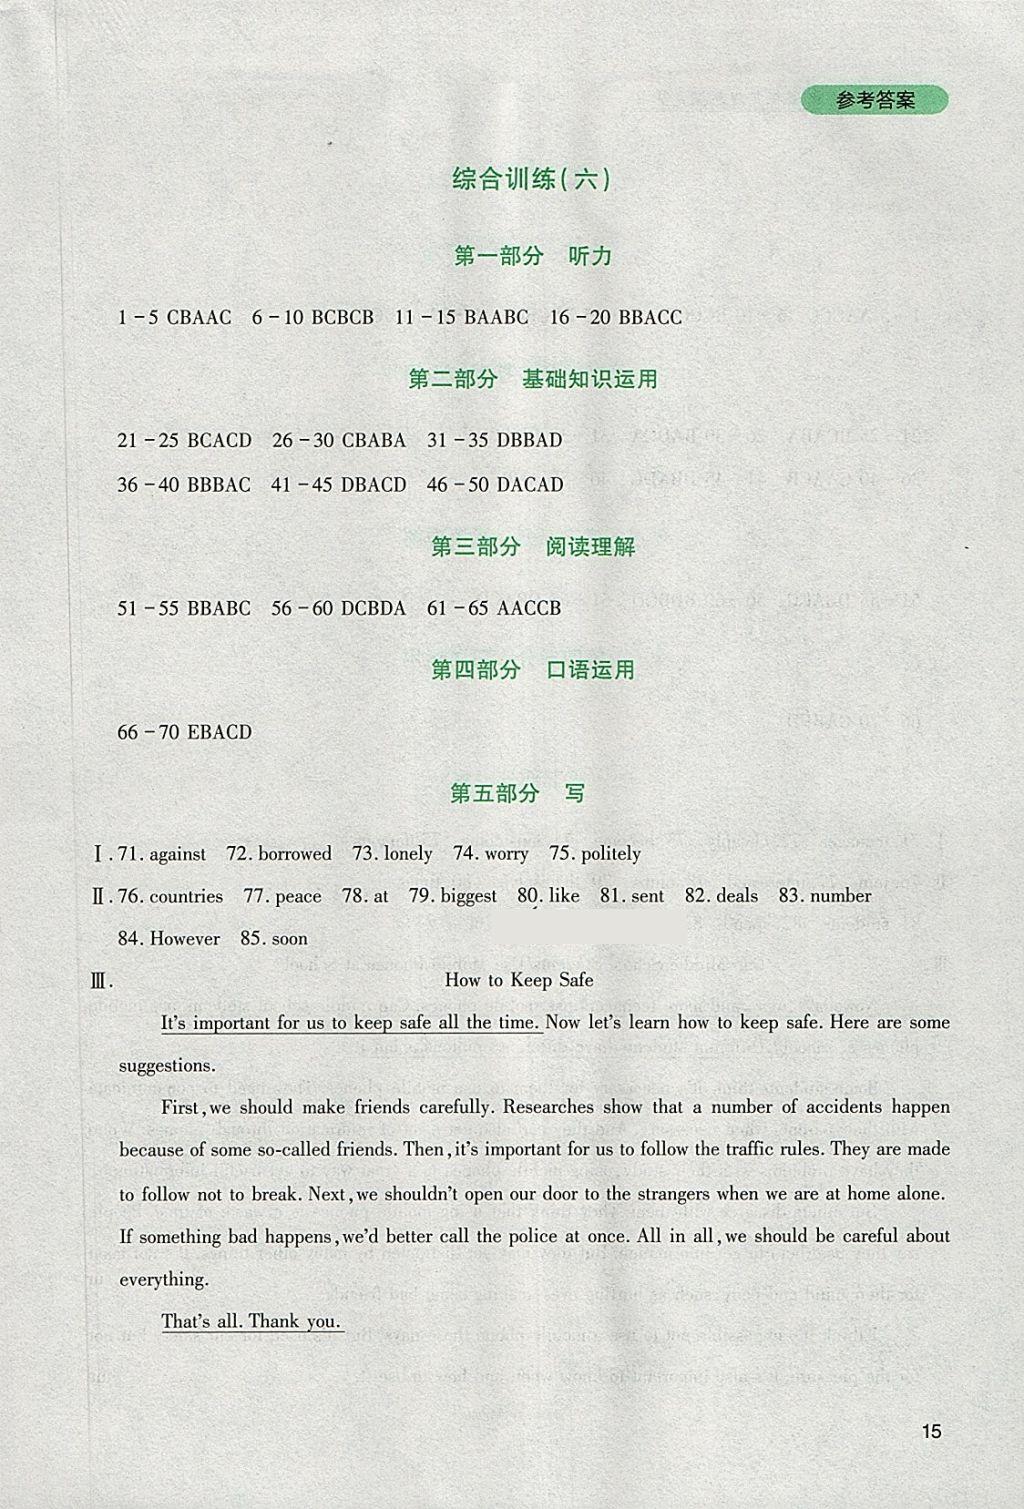 参考答案
综合训练(六)
第一部分 听力
1-5 CBAAC 6-10 BCBCB 11-15 BAABC 16-20 BBACC
第二部分 基础知识运用
21-25 BCACD 26-30 CBABA 31-35 DBBAD
36-40 BBBAC 41-45 DBACD 46-50 DACAD
第三部分 阅读理解
51-55 BBABC 56-60 DCBDA 61-65 AACCB
第四部分 口语运用
66-70 EBACD
第五部分 写
Ⅰ.71. against 72. borrowed 73. lonely 74. worry 75. politely
Ⅱ.76. countries 77. peace 78. at 79. biggest 80. like 81. sent 82. deals 83. number
84. However 85. soon
Ⅲ. How to Keep Safe
It's important for us to keep safe all the time. Now let's learn how to keep safe. Here are some
suggestions.
First, we should make friends carefully. Researches show that a number of accidents happen
because of some so-called friends. Then, it's important for us to follow the traffic rules. They are made
to follow not to break. Next, we shouldn't open our door to the strangers when we are at home alone.
If something bad happens, we'd better call the police at once. All in all, we should be careful about
everything.
That's all. Thank you.
15